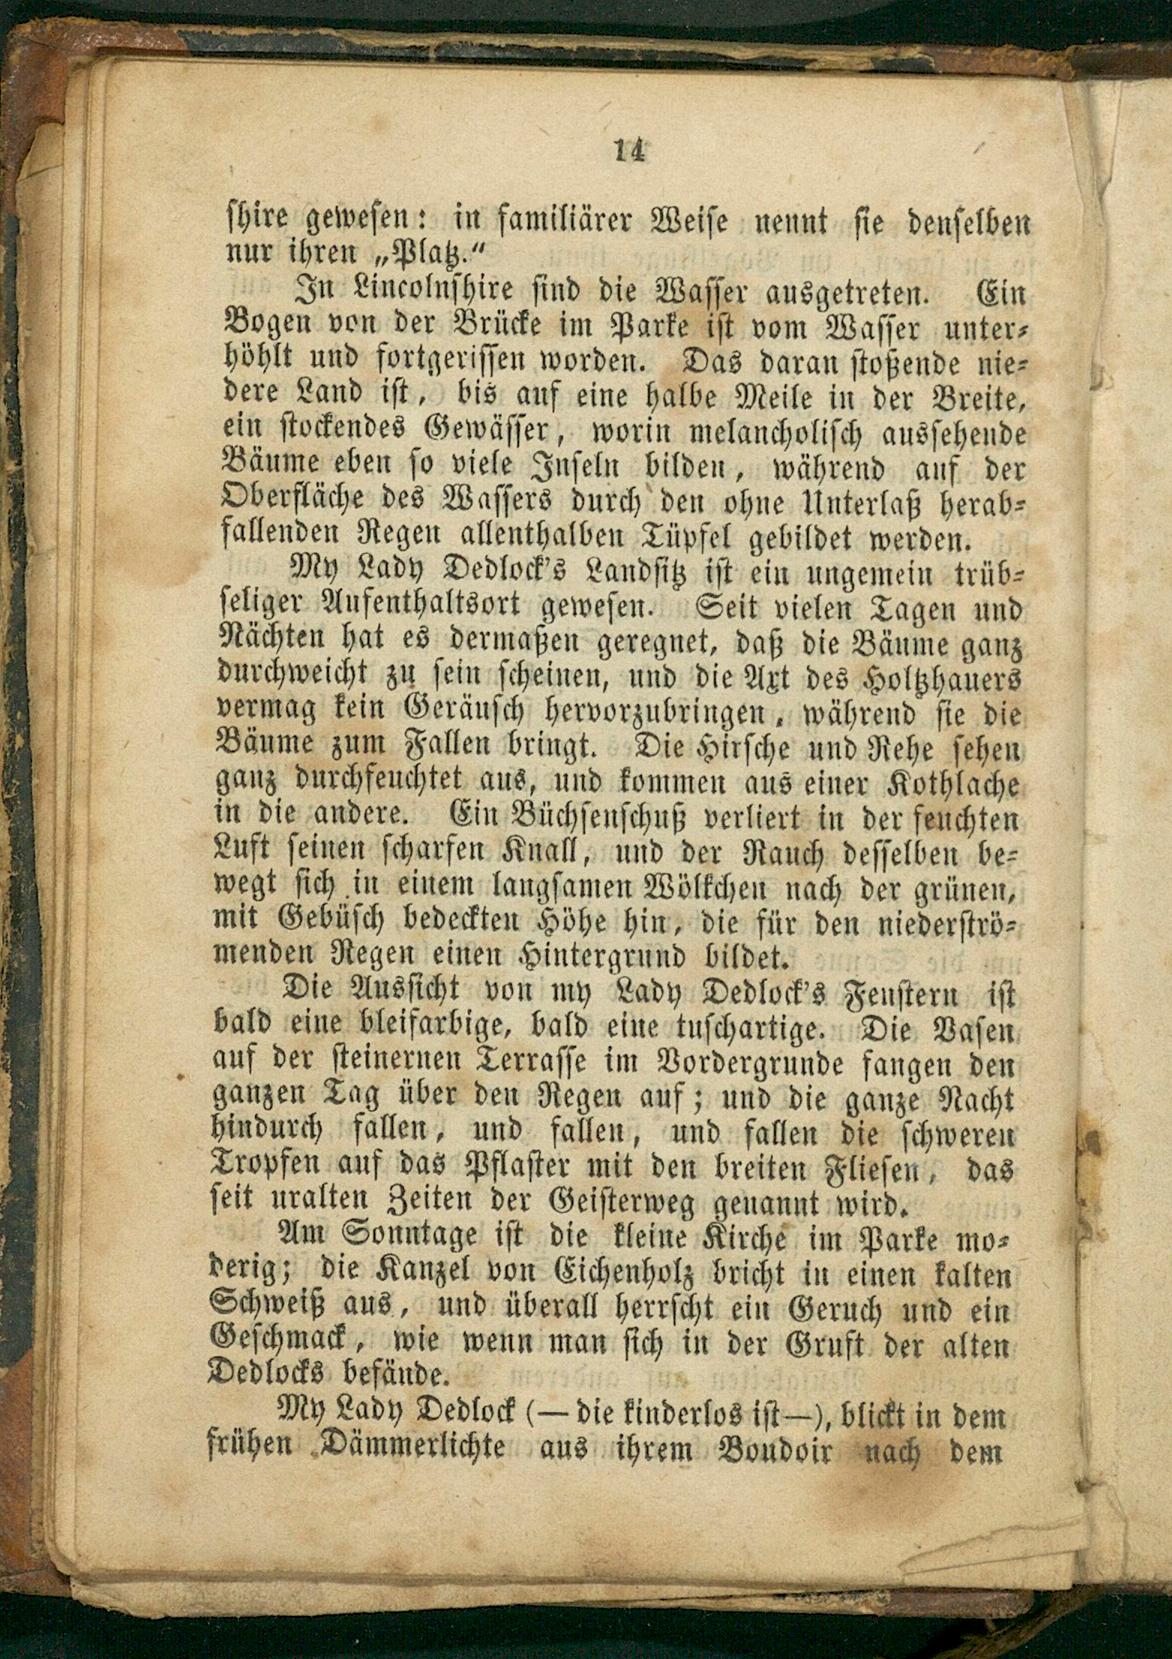 14
shire gewesen: in familiärer Weise nennt sie denselben
nur ihren „Platz.“
In Lincolnshire sind die Wasser ausgetreten. Ein
Bogen von der Brücke im Parke ist vom Wasser unter-
höhlt und fortgerissen worden. Das daran stoßende nie-
dere Land ist, bis auf eine halbe Meile in der Breite,
ein stockendes Gewässer, worin melancholisch aussehende
Bäume eben so viele Inseln bilden, während auf der
Oberfläche des Wassers durch den ohne Unterlaß herab-
fallenden Regen allenthalben Tüpfel gebildet werden.
My Lady Dedlock's Landsitz ist ein ungemein trüb-
seliger Aufenthaltsort gewesen. Seit vielen Tagen und
Nächten hat es dermaßen geregnet, daß die Bäume ganz
durchweicht zu sein scheinen, und die Axt des Holtzhauers
vermag kein Geräusch hervorzubringen, während sie die
Bäume zum Fallen bringt. Die Hirsche und Rehe sehen
ganz durchfeuchtet aus, und kommen aus einer Kothlache
in die andere. Ein Büchsenschuß verliert in der feuchten
Luft seinen scharfen Knall, und der Rauch desselben be-
wegt sich in einem langsamen Wölkchen nach der grünen,
mit Gebüsch bedeckten Höhe hin, die für den niederströ-
menden Regen einen Hintergrund bildet.
Die Aussicht von my Lady Dedlock's Fenstern ist
bald eine bleifarbige, bald eine tuschartige. Die Vasen
auf der steinernen Terrasse im Vordergrunde fangen den
ganzen Tag über den Regen auf; und die ganze Nacht
hindurch fallen, und fallen, und fallen die schweren
Tropfen auf das Pflaster mit den breiten Fliesen, das
seit uralten Zeiten der Geisterweg genannt wird.
Am Sonntage ist die kleine Kirche im Parke mo-
derig; die Kanzel von Eichenholz bricht in einen kalten
Schweiß aus, und überall herrscht ein Geruch und ein
Geschmack, wie wenn man sich in der Gruft der alten
Dedlocks befände.
My Lady Dedlock (— die kinderlos ist —), blickt in dem
frühen Dämmerlichte aus ihrem Boudoir nach dem